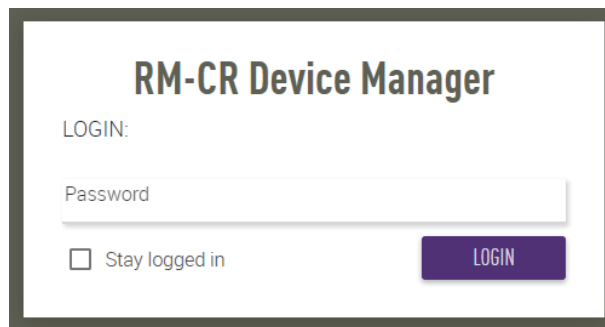 RM-CR Device Manager
LOGIN:
Password
Stay logged in
LOGIN